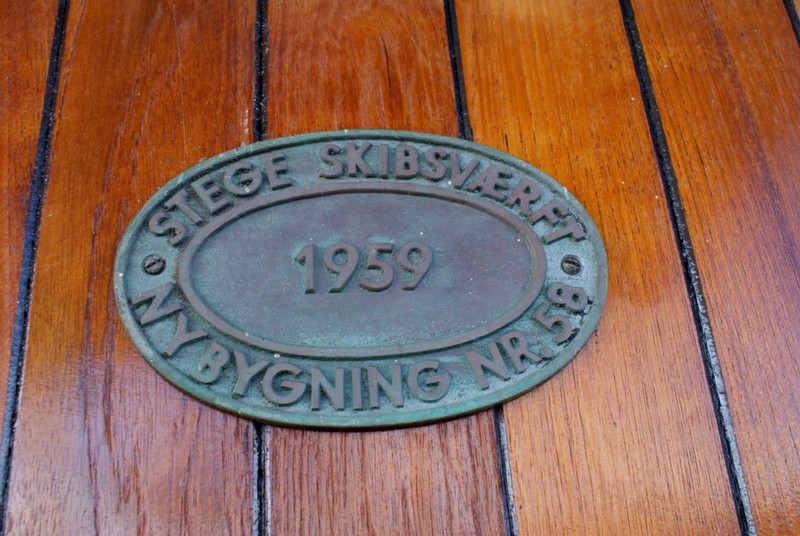 STEGE SKIBSVÆRFT
1959
NYBYGNING NR. 58